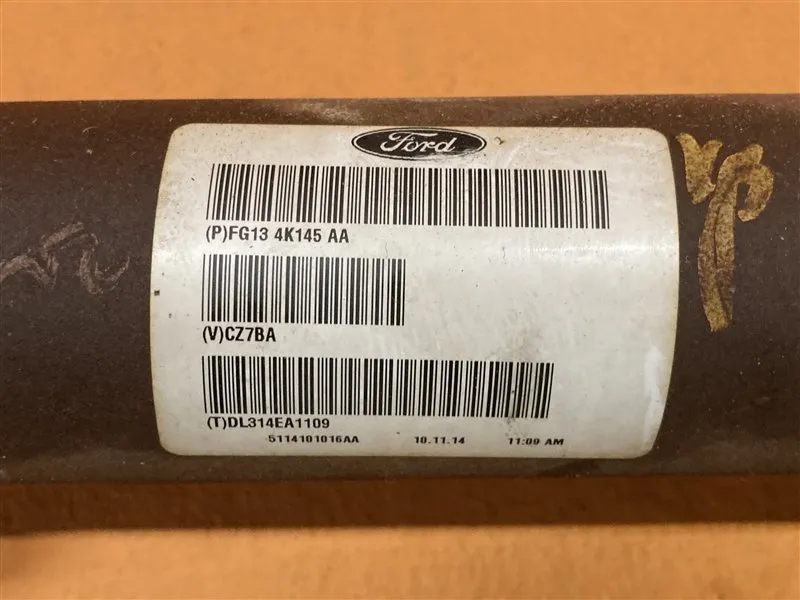 Ford
(P)FG13 4K145 AA
(V)CZ7BA
(T)DL314EA1109
5114101016AA 10.11.14 11:09 AM